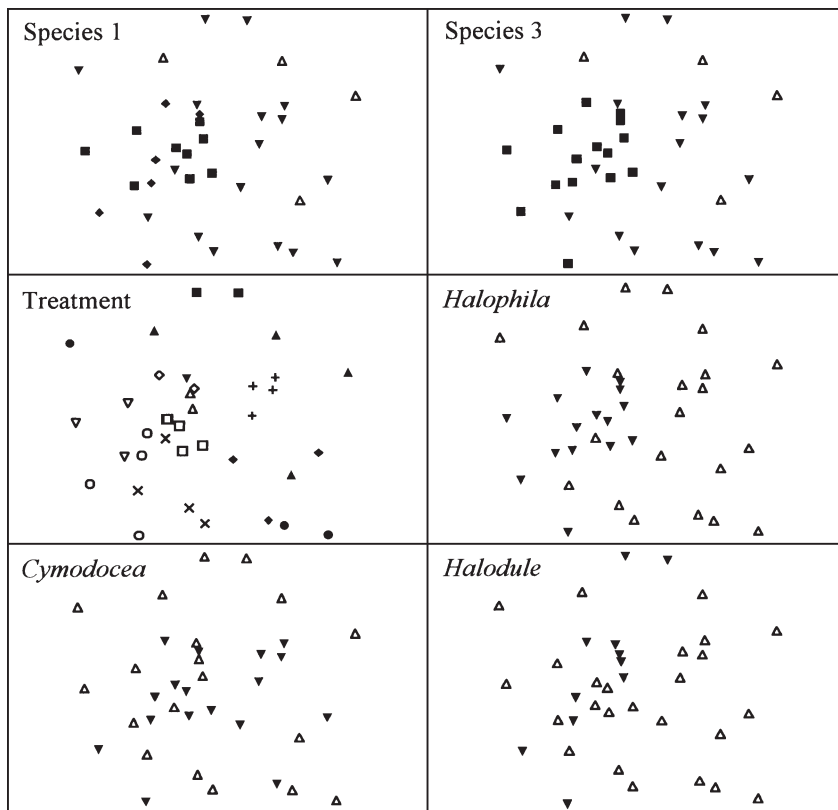 Species 1
Species 3
Treatment
Halophila
Cymodocea
Halodule